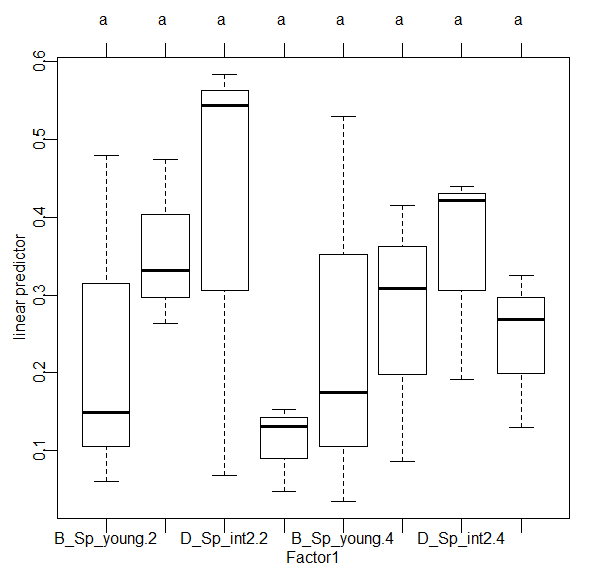 a a a a a a a a
0.6
0.5
0.4
0.3
0.2
0.1
linear predictor
B_Sp_young.2 D_Sp_int2.2 B_Sp_young.4 D_Sp_int2.4
Factor1